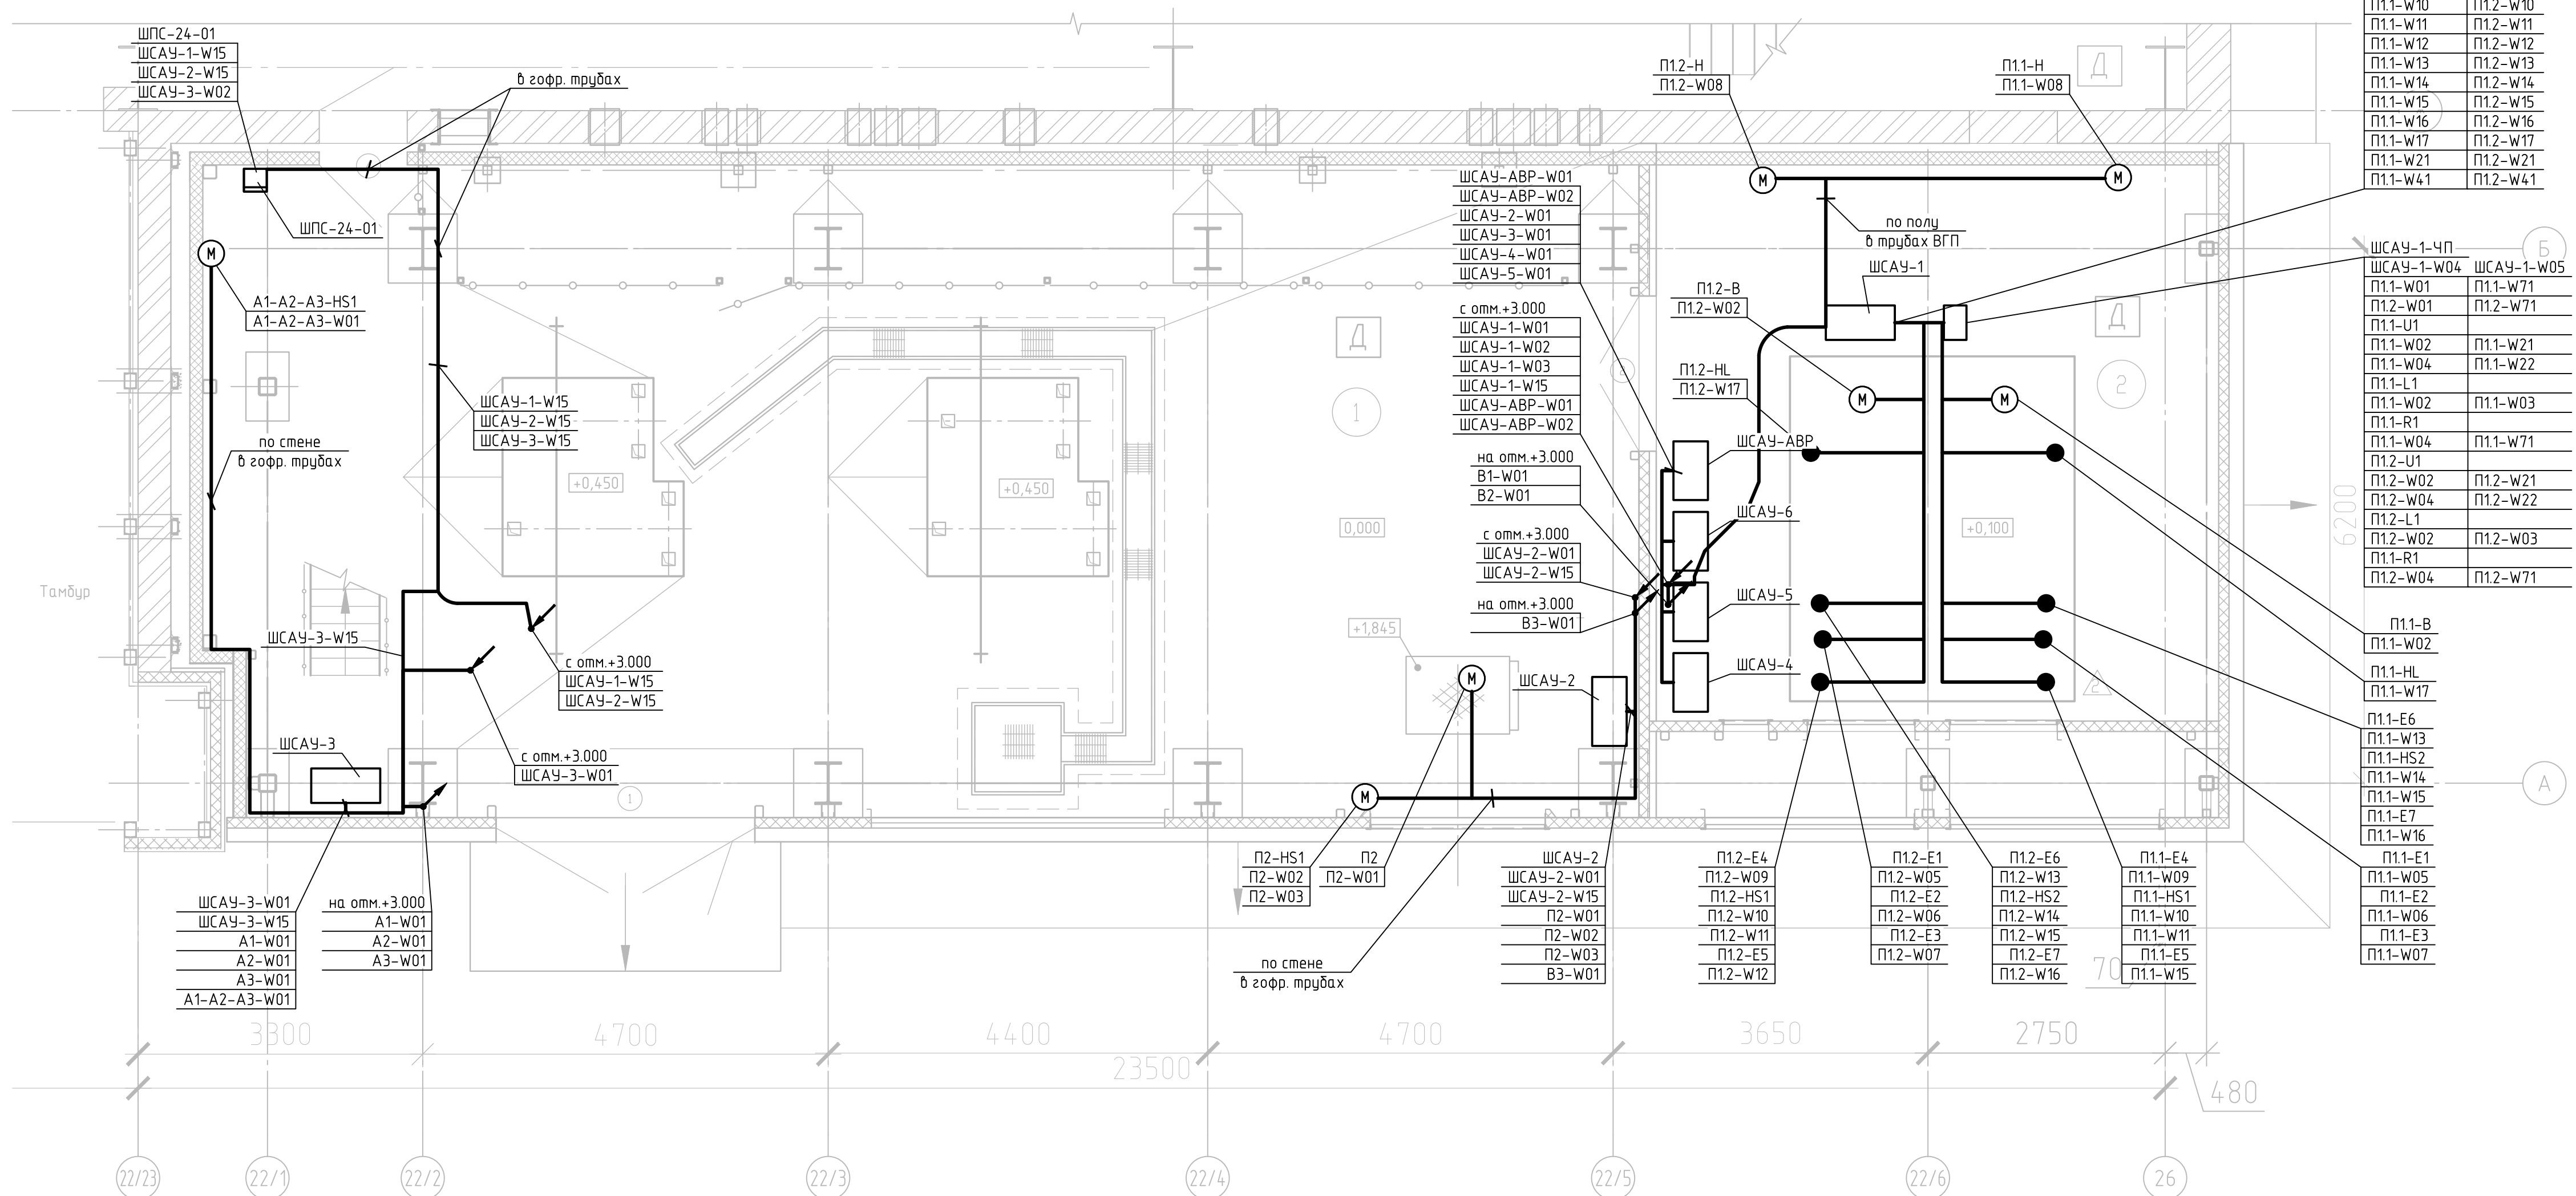 ШПС-24-01
ШСАУ-1-W15
ШСАУ-2-W15
ШСАУ-3-W02
в гофр. трубах
ШПС-24-01
А1-А2-А3-HS1
А1-А2-А3-W01
по стене
в гофр. трубах
ШСАУ-1-W15
ШСАУ-2-W15
ШСАУ-3-W15
Тамбур
ШСАУ-3-W15
с отм.+3.000
ШСАУ-1-W15
ШСАУ-2-W15
с отм.+3.000
ШСАУ-3-W01
ШСАУ-3
ШСАУ-3-W01
ШСАУ-3-W15
А1-W01
А2-W01
А3-W01
А1-А2-А3-W01
на отм.+3.000
А1-W01
А2-W01
А3-W01
+0,450
+0,450
0,000
+1,845
+0,100
1
1
2
2
Д
Д
Д
М
М
М
М
М
М
М
П1.2-Н
П1.2-W08
П1.1-Н
П1.1-W08
ШСАУ-АВР-W01
ШСАУ-АВР-W02
ШСАУ-2-W01
ШСАУ-3-W01
ШСАУ-4-W01
ШСАУ-5-W01
с отм.+3.000
ШСАУ-1-W01
ШСАУ-1-W02
ШСАУ-1-W03
ШСАУ-1-W15
ШСАУ-АВР-W01
ШСАУ-АВР-W02
на отм.+3.000
В1-W01
В2-W01
с отм.+3.000
ШСАУ-2-W01
ШСАУ-2-W15
на отм.+3.000
В3-W01
ШСАУ-2
по полу
в трубах ВГП
ШСАУ-1
П1.2-В
П1.2-W02
П1.2-HL
П1.2-W17
ШСАУ-АВР
ШСАУ-6
ШСАУ-5
ШСАУ-4
П1.1-W10 П1.2-W10
П1.1-W11 П1.2-W11
П1.1-W12 П1.2-W12
П1.1-W13 П1.2-W13
П1.1-W14 П1.2-W14
П1.1-W15 П1.2-W15
П1.1-W16 П1.2-W16
П1.1-W17 П1.2-W17
П1.1-W21 П1.2-W21
П1.1-W41 П1.2-W41
ШСАУ-1-ЧП
ШСАУ-1-W04 ШСАУ-1-W05
П1.1-W01 П1.1-W71
П1.2-W01 П1.2-W71
П1.1-U1
П1.1-W02 П1.1-W21
П1.1-W04 П1.1-W22
П1.1-L1
П1.1-W02 П1.1-W03
П1.1-R1
П1.1-W04 П1.1-W71
П1.2-U1
П1.2-W02 П1.2-W21
П1.2-W04 П1.2-W22
П1.2-L1
П1.2-W02 П1.2-W03
П1.1-R1
П1.2-W04 П1.2-W71
П1.1-В
П1.1-W02
П1.1-HL
П1.1-W17
П1.1-E6
П1.1-W13
П1.1-HS2
П1.1-W14
П1.1-W15
П1.1-E7
П1.1-W16
П1.1-E1
П1.1-W05
П1.1-E2
П1.1-W06
П1.1-E3
П1.1-W07
П2-HS1
П2-W02
П2-W03
П2
П2-W01
по стене
в гофр. трубах
ШСАУ-2
ШСАУ-2-W01
ШСАУ-2-W15
П2-W01
П2-W02
П2-W03
В3-W01
П1.2-E4
П1.2-W09
П1.2-HS1
П1.2-W10
П1.2-W11
П1.2-E5
П1.2-W12
П1.2-E1
П1.2-W05
П1.2-E2
П1.2-W06
П1.2-E3
П1.2-W07
П1.2-E6
П1.2-W13
П1.2-HS2
П1.2-W14
П1.2-W15
П1.2-E7
П1.2-W16
П1.1-E4
П1.1-W09
П1.1-HS1
П1.1-W10
П1.1-W11
П1.1-E5
П1.1-W15
6200
70
3300
4700
4400
4700
3650
2750
23500
480
Б
А
22/23
22/1
22/2
22/3
22/4
22/5
22/6
26